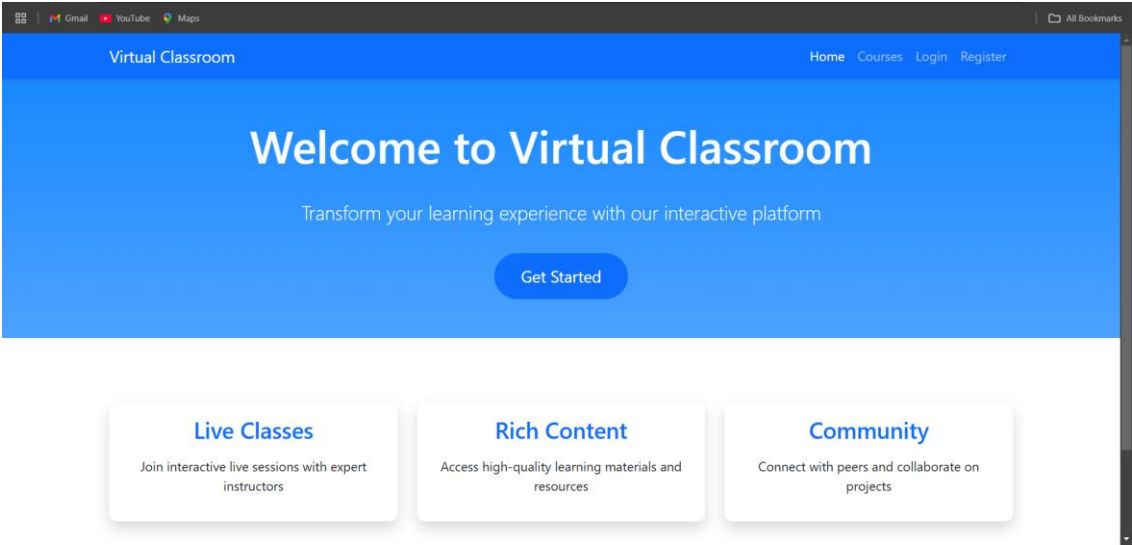 Gmail YouTube Maps All Bookmarks
Virtual Classroom Home Courses Login Register
Welcome to Virtual Classroom
Transform your learning experience with our interactive platform
Get Started
Live Classes
Join interactive live sessions with expert
instructors
Rich Content
Access high-quality learning materials and
resources
Community
Connect with peers and collaborate on
projects